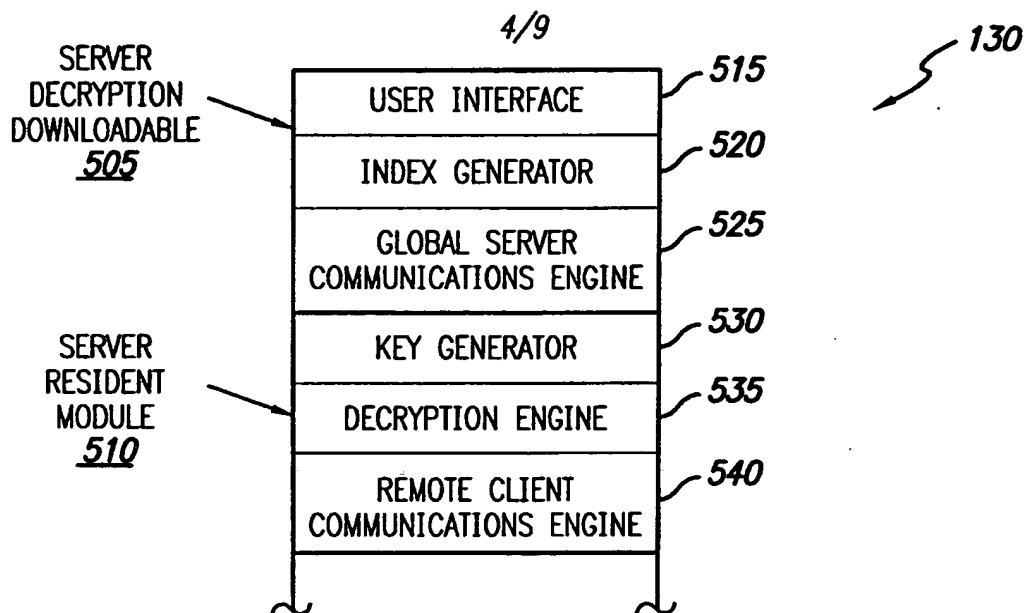 4/9
130
SERVER
DECRYPTION
DOWNLOADABLE
505
USER INTERFACE
515
INDEX GENERATOR
520
GLOBAL SERVER
COMMUNICATIONS ENGINE
525
SERVER
RESIDENT
MODULE
510
KEY GENERATOR
530
DECRYPTION ENGINE
535
REMOTE CLIENT
COMMUNICATIONS ENGINE
540